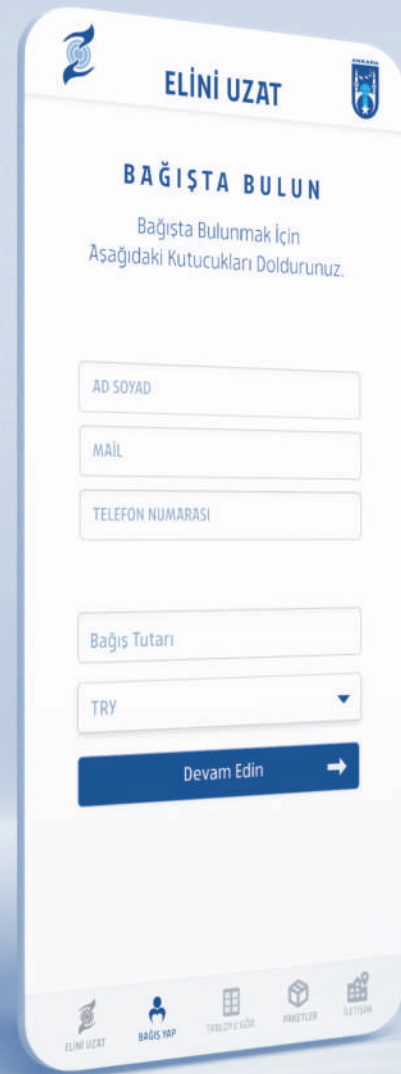 ANKARA
ELİNİ UZAT
BAĞIŞTA BULUN
Bağışta Bulunmak İçin
Aşağıdaki Kutucukları Doldurunuz.
AD SOYAD
MAİL
TELEFON NUMARASI
Bağış Tutarı
TRY
Devam Edin
ELİNİ UZAT
BAĞIŞ YAP
TABLOYU GÖR
PAKETLER
İLETİŞİM